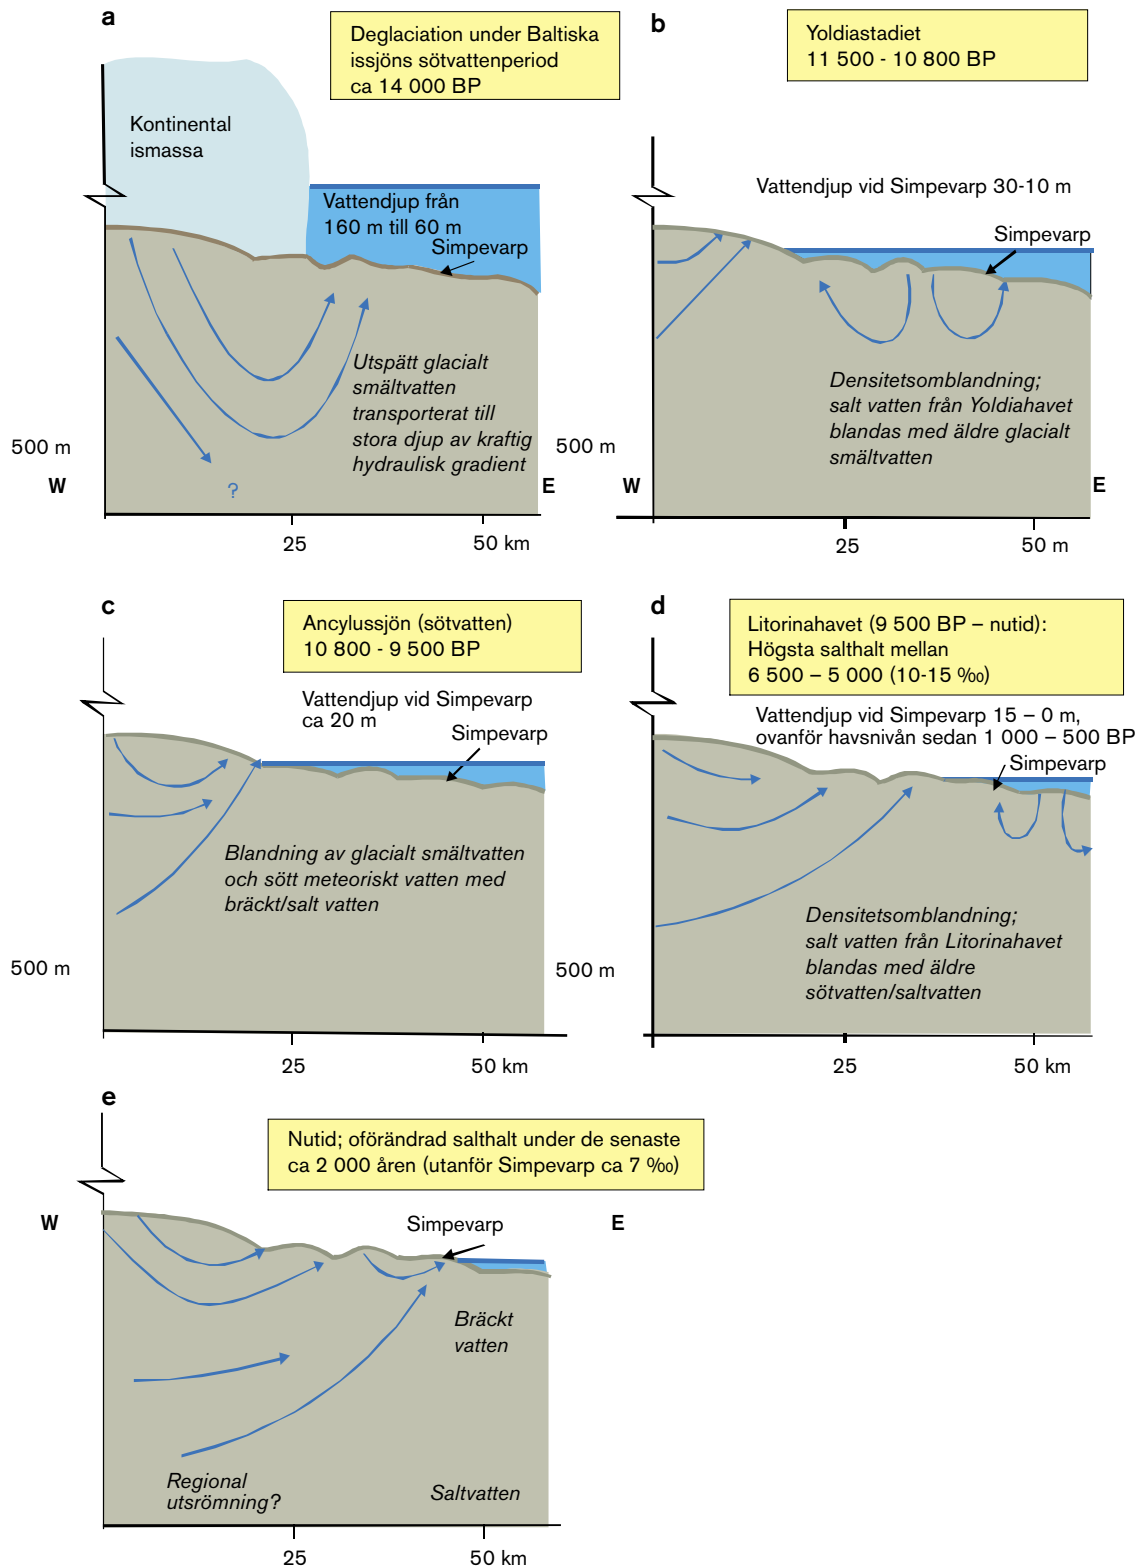 a
Deglaciation under Baltiska
issjöns sötvattenperiod
ca 14 000 BP
Kontinental
ismassa
Vattendjup från
160 m till 60 m
Simpevarp
Utspätt glacialt
smältvatten
transporterat till
stora djup av kraftig
hydraulisk gradient
500 m
W
?
E
25
50 km
b
Yoldiastadiet
11 500 - 10 800 BP
Vattendjup vid Simpevarp 30-10 m
Simpevarp
Densitetsomblandning;
salt vatten från Yoldiahavet
blandas med äldre glacialt
smältvatten
500 m
W
E
25
50 m
c
Ancylussjön (sötvatten)
10 800 - 9 500 BP
Vattendjup vid Simpevarp
ca 20 m
Simpevarp
Blandning av glacialt smältvatten
och sött meteoriskt vatten med
bräckt/salt vatten
500 m
25
50 km
d
Litorinahavet (9 500 BP – nutid):
Högsta salthalt mellan
6 500 – 5 000 (10-15 ‰)
Vattendjup vid Simpevarp 15 – 0 m,
ovanför havsnivån sedan 1 000 – 500 BP
Simpevarp
Densitetsomblandning;
salt vatten från Litorinahavet
blandas med äldre
sötvatten/saltvatten
500 m
25
50 km
e
Nutid; oförändrad salthalt under de senaste
ca 2 000 åren (utanför Simpevarp ca 7 ‰)
W
Simpevarp
E
Bräckt
vatten
Regional
utsrömning?
Saltvatten
25
50 km